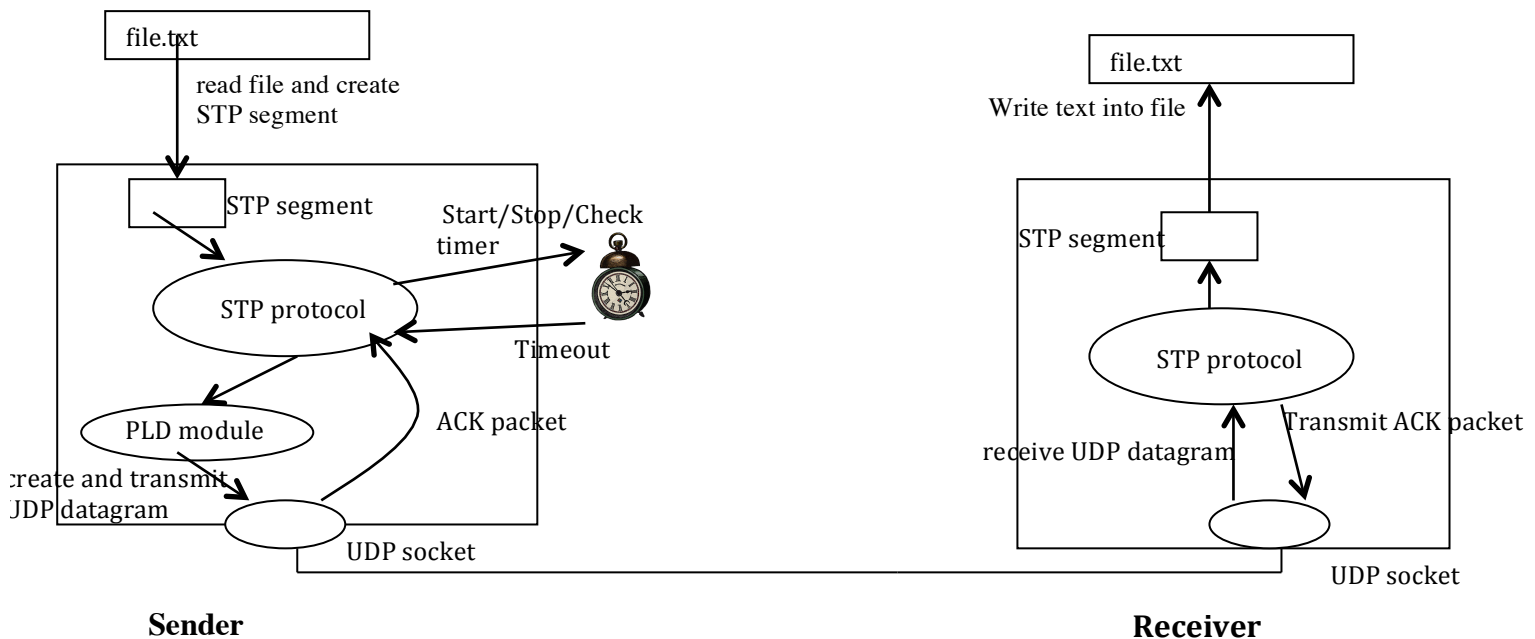 file.txt
read file and create
STP segment
STP segment
Start/Stop/Check
timer
STP protocol
Timeout
PLD module
ACK packet
create and transmit
UDP datagram
UDP socket
Sender
file.txt
Write text into file
STP segment
STP protocol
Transmit ACK packet
receive UDP datagram
UDP socket
Receiver